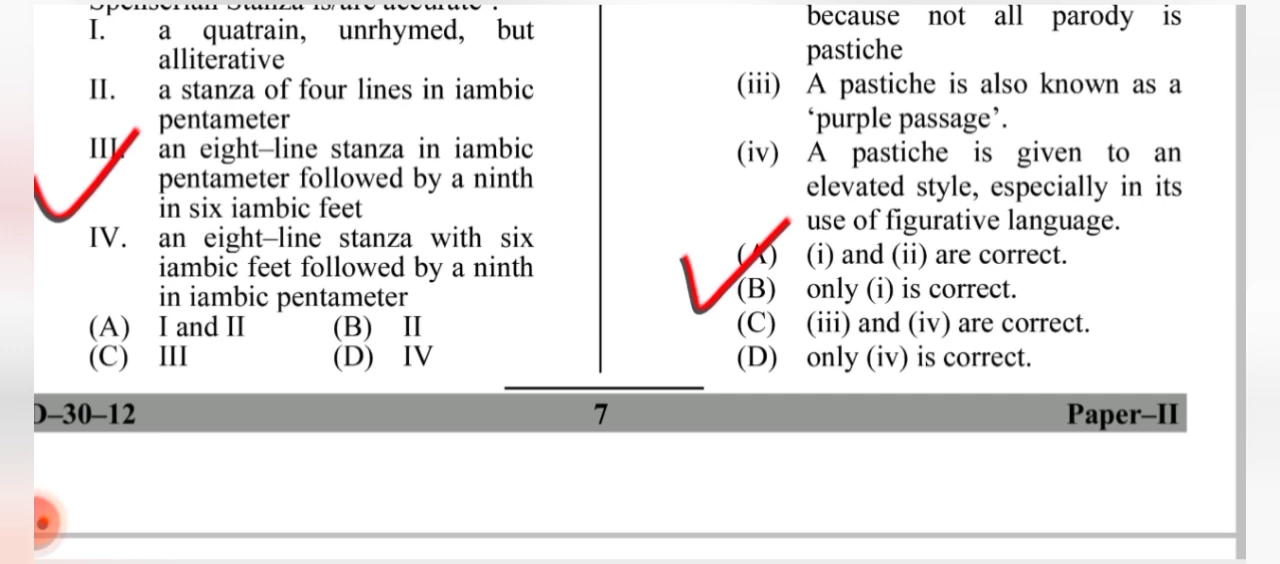 Spenserian Stanza is/are accurate :
I. a quatrain, unrhymed, but
alliterative
II. a stanza of four lines in iambic
pentameter
III. an eight–line stanza in iambic
pentameter followed by a ninth
in six iambic feet
IV. an eight–line stanza with six
iambic feet followed by a ninth
in iambic pentameter
(A) I and II (B) II
(C) III (D) IV
because not all parody is
pastiche
(iii) A pastiche is also known as a
‘purple passage’.
(iv) A pastiche is given to an
elevated style, especially in its
use of figurative language.
(A) (i) and (ii) are correct.
(B) only (i) is correct.
(C) (iii) and (iv) are correct.
(D) only (iv) is correct.
D–30–12 7 Paper–II